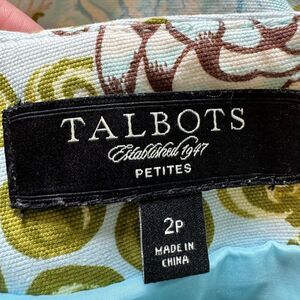 TALBOTS
Established 1947
PETITES
2P
MADE IN
CHINA